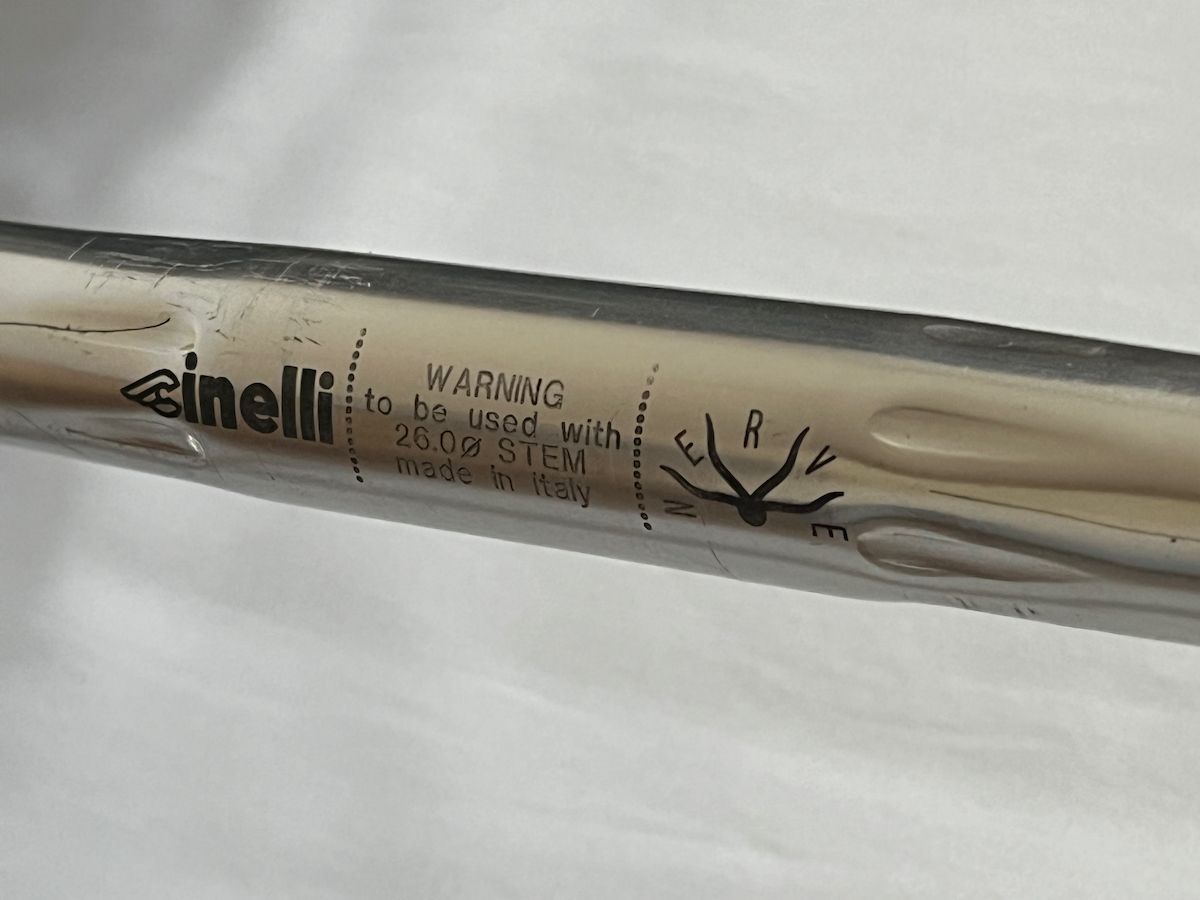 cinelli
WARNING
to be used with
26.0Ø STEM
made in italy
NERVE